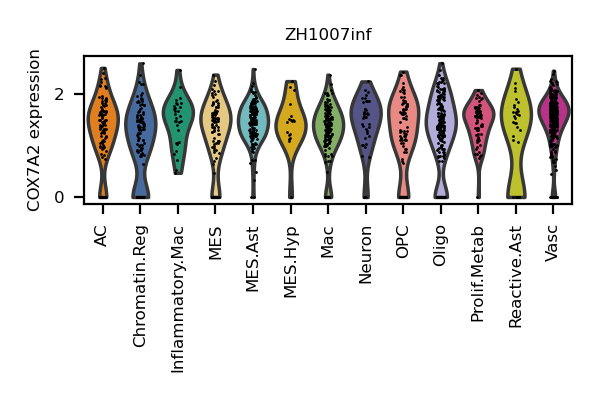 ZH1007inf
COX7A2 expression
2
0
AC
Chromatin.Reg
Inflammatory.Mac
MES
MES.Ast
MES.Hyp
Mac
Neuron
OPC
Oligo
Prolif.Metab
Reactive.Ast
Vasc